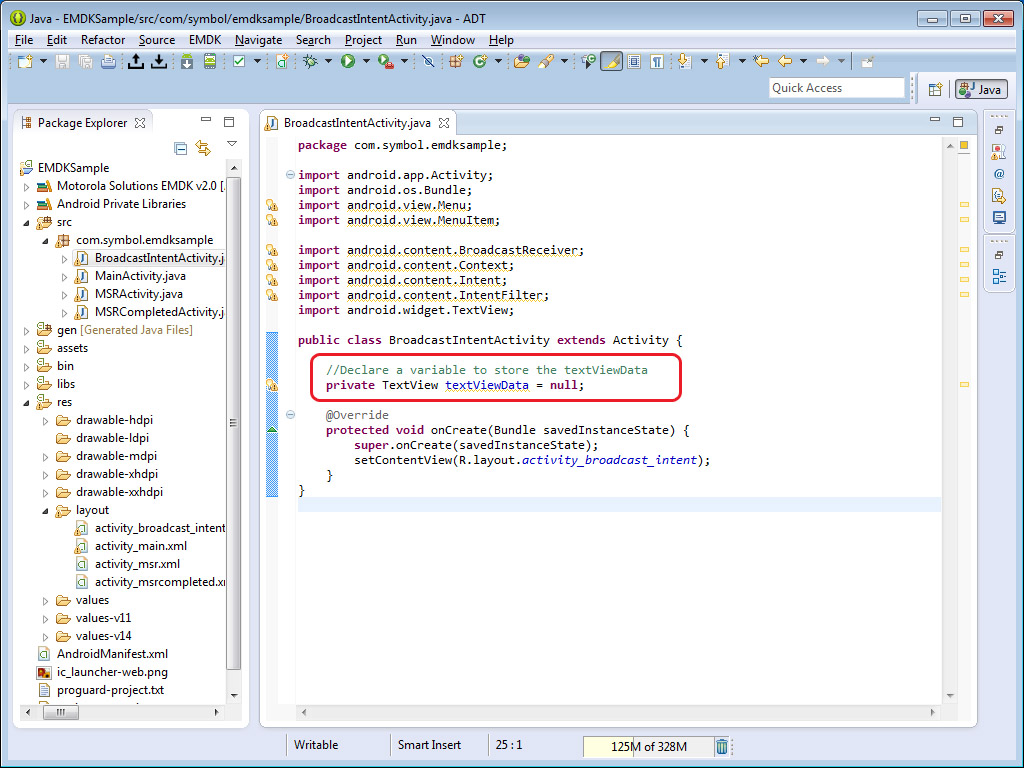 Java - EMDKSample/src/com/symbol/emdksample/BroadcastIntentActivity.java - ADT
File Edit Refactor Source EMDK Navigate Search Project Run Window Help
Quick Access
Java
Package Explorer
EMDKSample
Motorola Solutions EMDK v2.0 [
Android Private Libraries
src
com.symbol.emdksample
BroadcastIntentActivity.j
MainActivity.java
MSRActivity.java
MSRCompletedActivity.j
gen [Generated Java Files]
assets
bin
libs
res
drawable-hdpi
drawable-ldpi
drawable-mdpi
drawable-xhdpi
drawable-xxhdpi
layout
activity_broadcast_intent
activity_main.xml
activity_msr.xml
activity_msrcompleted.x
values
values-v11
values-v14
AndroidManifest.xml
ic_launcher-web.png
proguard-project.txt
BroadcastIntentActivity.java
package com.symbol.emdksample;
import android.app.Activity;
import android.os.Bundle;
import android.view.Menu;
import android.view.MenuItem;
import android.content.BroadcastReceiver;
import android.content.Context;
import android.content.Intent;
import android.content.IntentFilter;
import android.widget.TextView;
public class BroadcastIntentActivity extends Activity {
//Declare a variable to store the textViewData
private TextView textViewData = null;
@Override
protected void onCreate(Bundle savedInstanceState) {
super.onCreate(savedInstanceState);
setContentView(R.layout.activity_broadcast_intent);
}
}
Writable
Smart Insert
25 : 1
125M of 328M